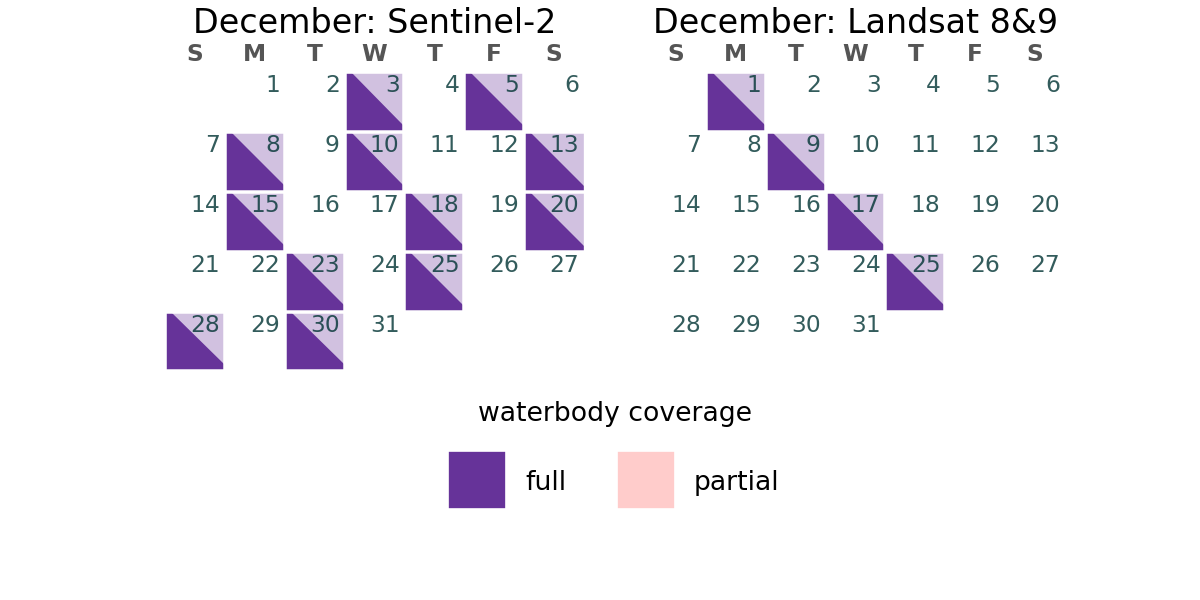 December: Sentinel-2
S M T W T F S
1 2 3 4 5 6
7 8 9 10 11 12 13
14 15 16 17 18 19 20
21 22 23 24 25 26 27
28 29 30 31
December: Landsat 8&9
S M T W T F S
1 2 3 4 5 6
7 8 9 10 11 12 13
14 15 16 17 18 19 20
21 22 23 24 25 26 27
28 29 30 31
waterbody coverage
full partial